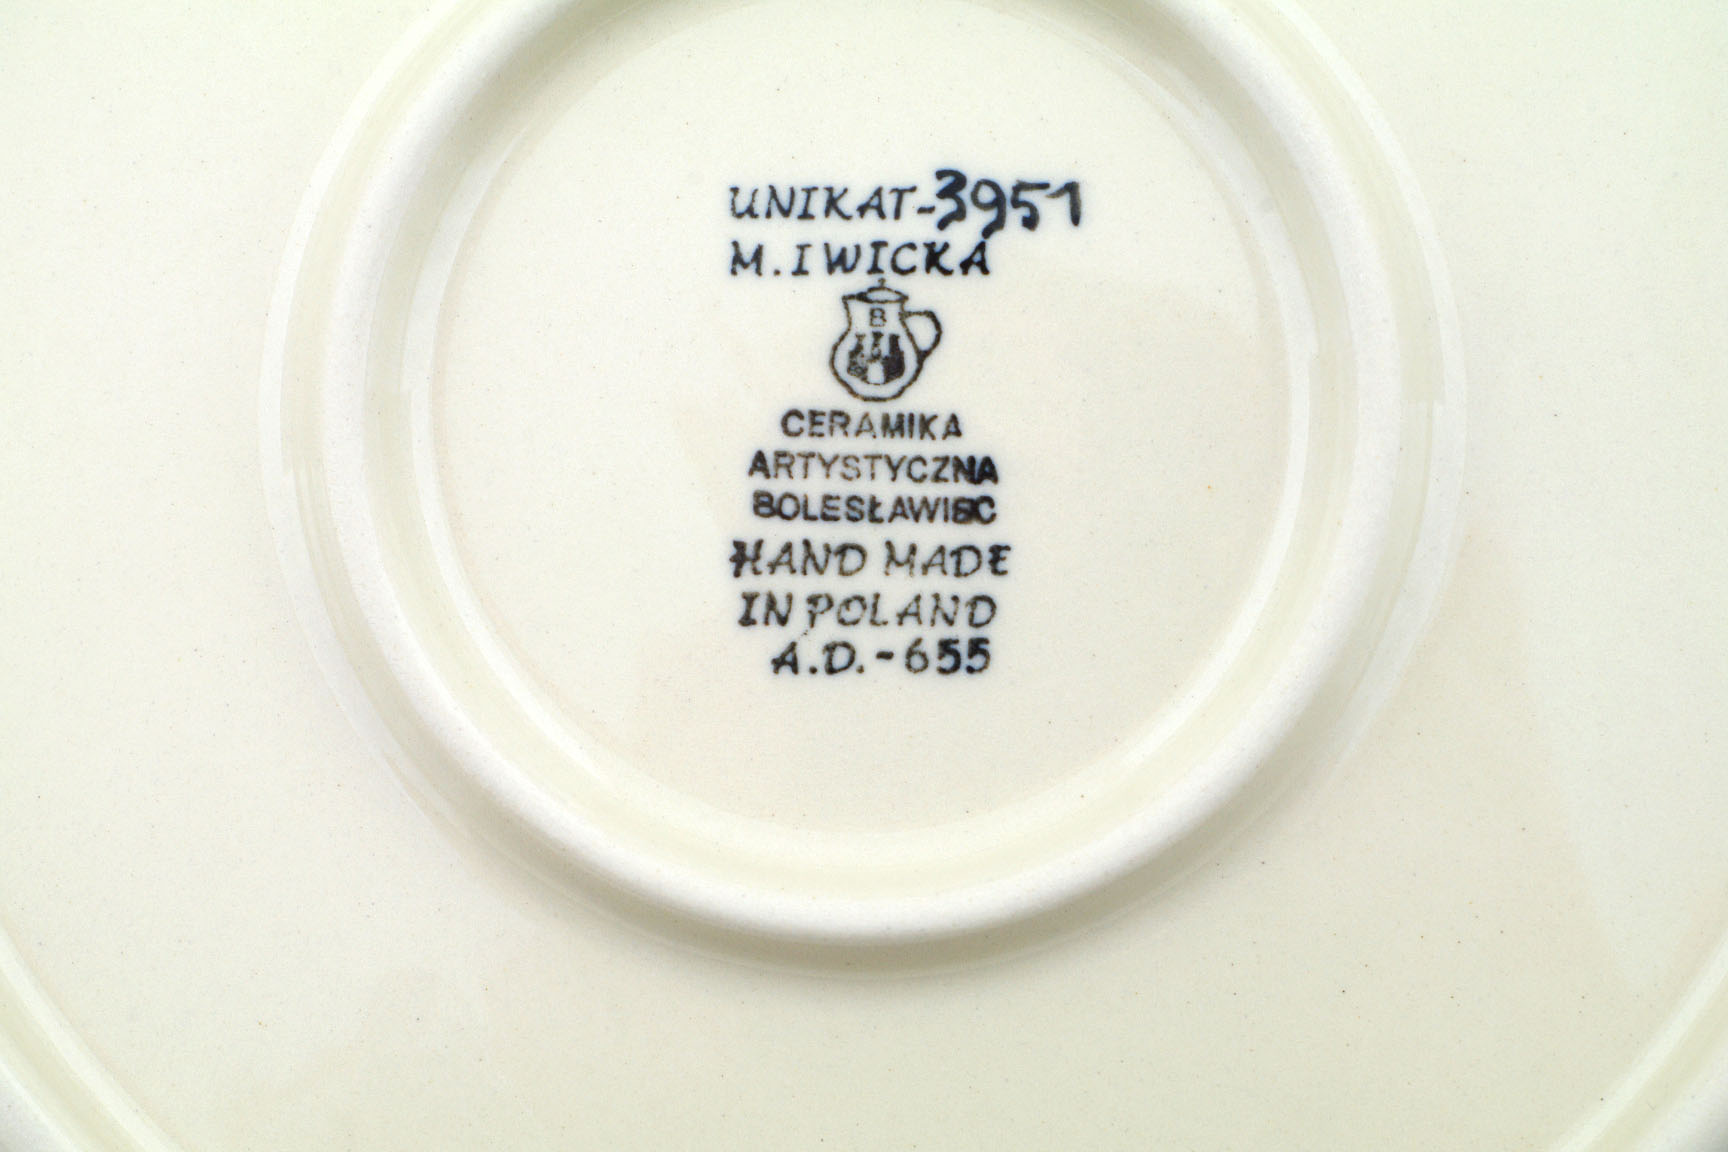 UNIKAT-3951
M. IWICKA
B
CERAMIKA
ARTYSTYCZNA
BOLESŁAWIEC
HAND MADE
IN POLAND
A.D.-655